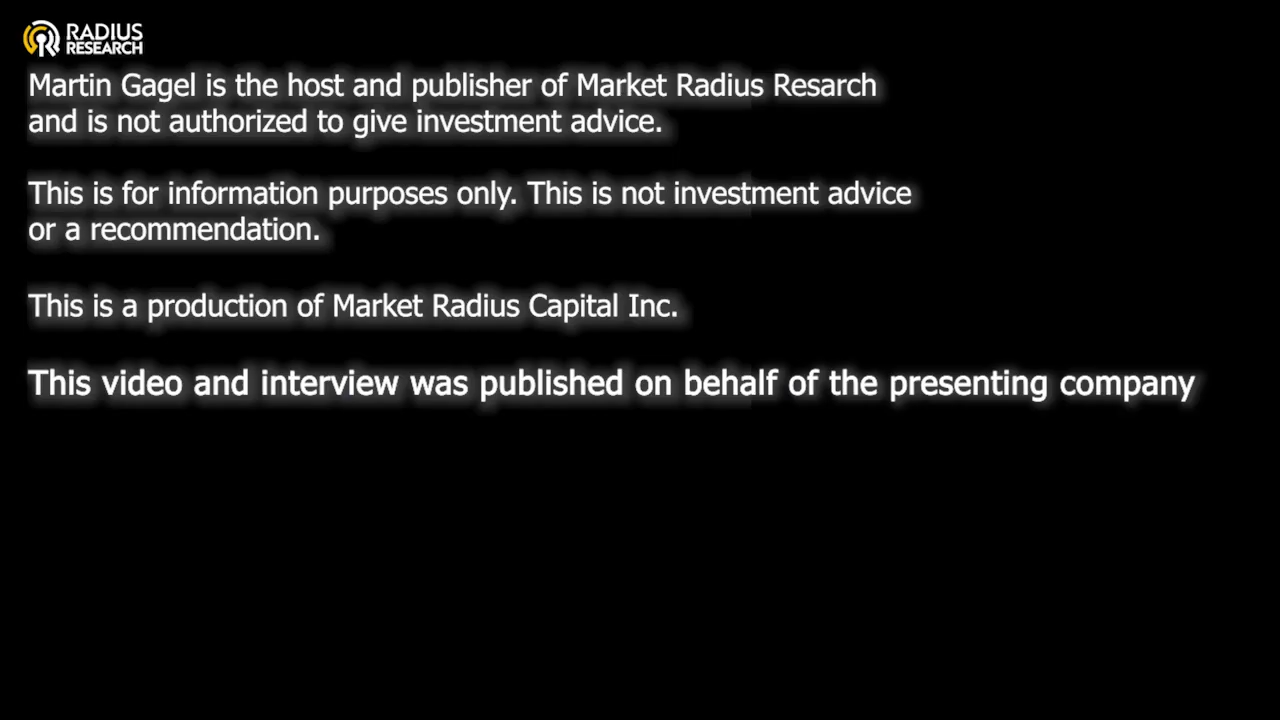 RADIUS
RESEARCH
Martin Gagel is the host and publisher of Market Radius Resarch
and is not authorized to give investment advice.
This is for information purposes only. This is not investment advice
or a recommendation.
This is a production of Market Radius Capital Inc.
This video and interview was published on behalf of the presenting company